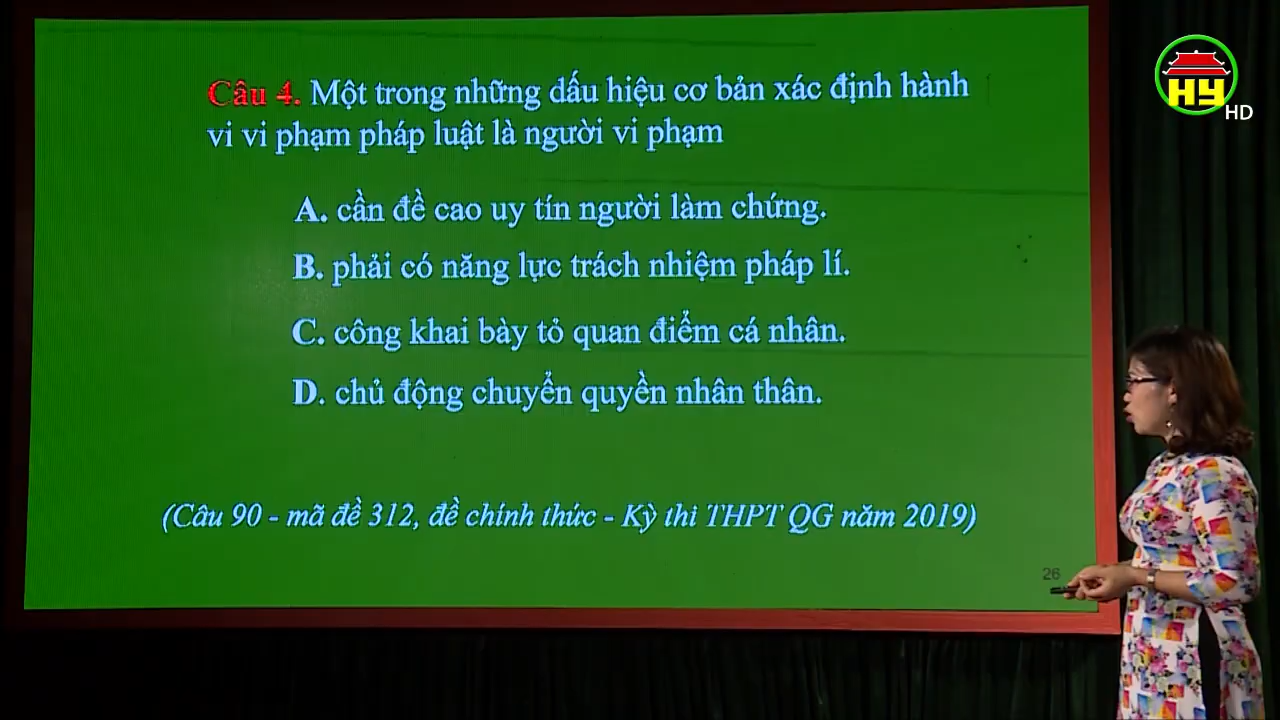 Câu 4. Một trong những dấu hiệu cơ bản xác định hành
vi vi phạm pháp luật là người vi phạm
A. cần đề cao uy tín người làm chứng.
B. phải có năng lực trách nhiệm pháp lí.
C. công khai bày tỏ quan điểm cá nhân.
D. chủ động chuyển quyền nhân thân.
(Câu 90 - mã đề 312, đề chính thức - Kỳ thi THPT QG năm 2019)
26
HY
HD